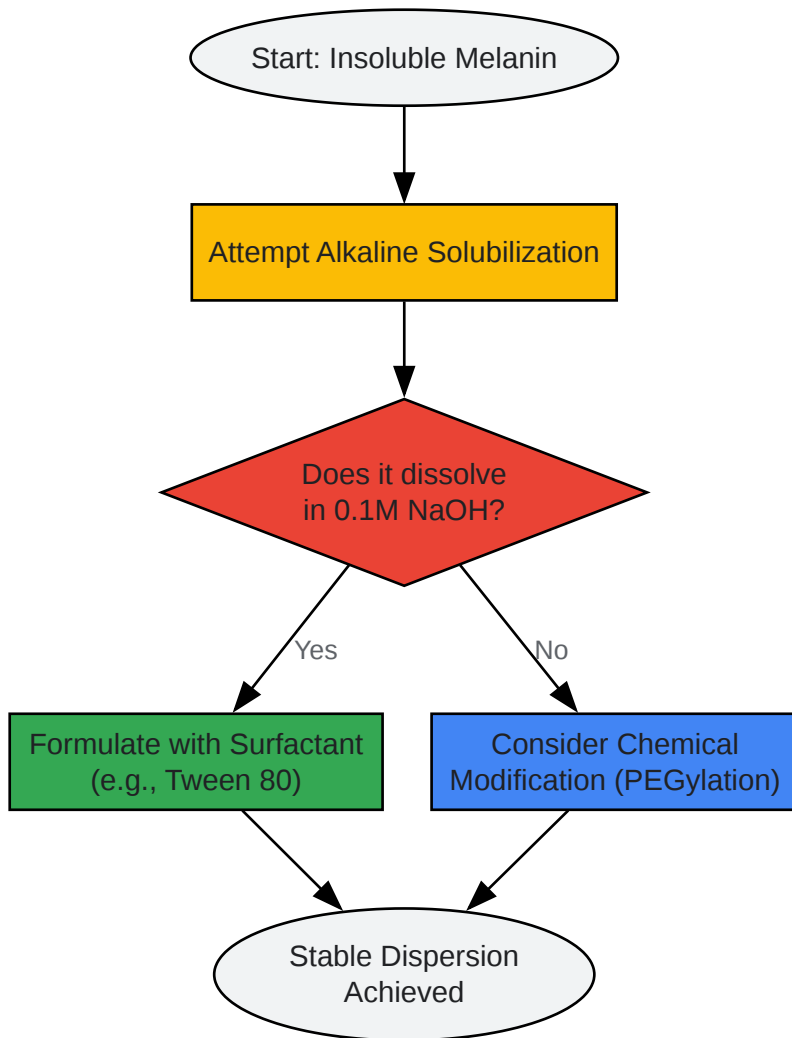 Start: Insoluble Melanin
Attempt Alkaline Solubilization
Does it dissolve
in 0.1M NaOH?
Yes
No
Formulate with Surfactant
(e.g., Tween 80)
Consider Chemical
Modification (PEGylation)
Stable Dispersion
Achieved